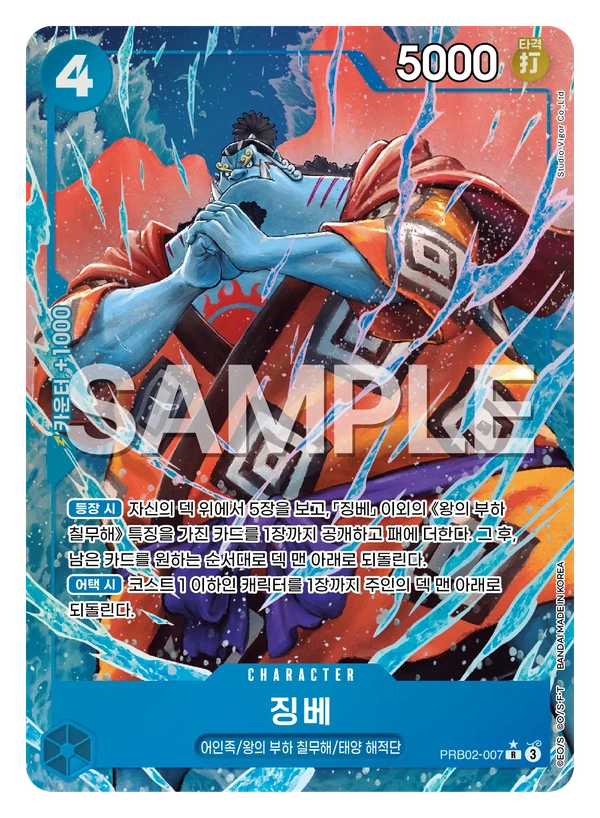 4
5000
타격
打
Studio Vigor Co.,Ltd.
카운터 +1000
SAMPLE
등장 시 자신의 덱 위에서 5장을 보고, 「징베」 이외의 《왕의 부하
칠무해》 특징을 가진 카드를 1장까지 공개하고 패에 더한다. 그 후,
남은 카드를 원하는 순서대로 덱 맨 아래로 되돌린다.
어택 시 코스트 1 이하인 캐릭터를 1장까지 주인의 덱 맨 아래로
되돌린다.
CHARACTER
징베
어인족/왕의 부하 칠무해/태양 해적단
PRB02-007 R 3
©E.O/S. ©O/S·F·T BANDAI MADE IN KOREA